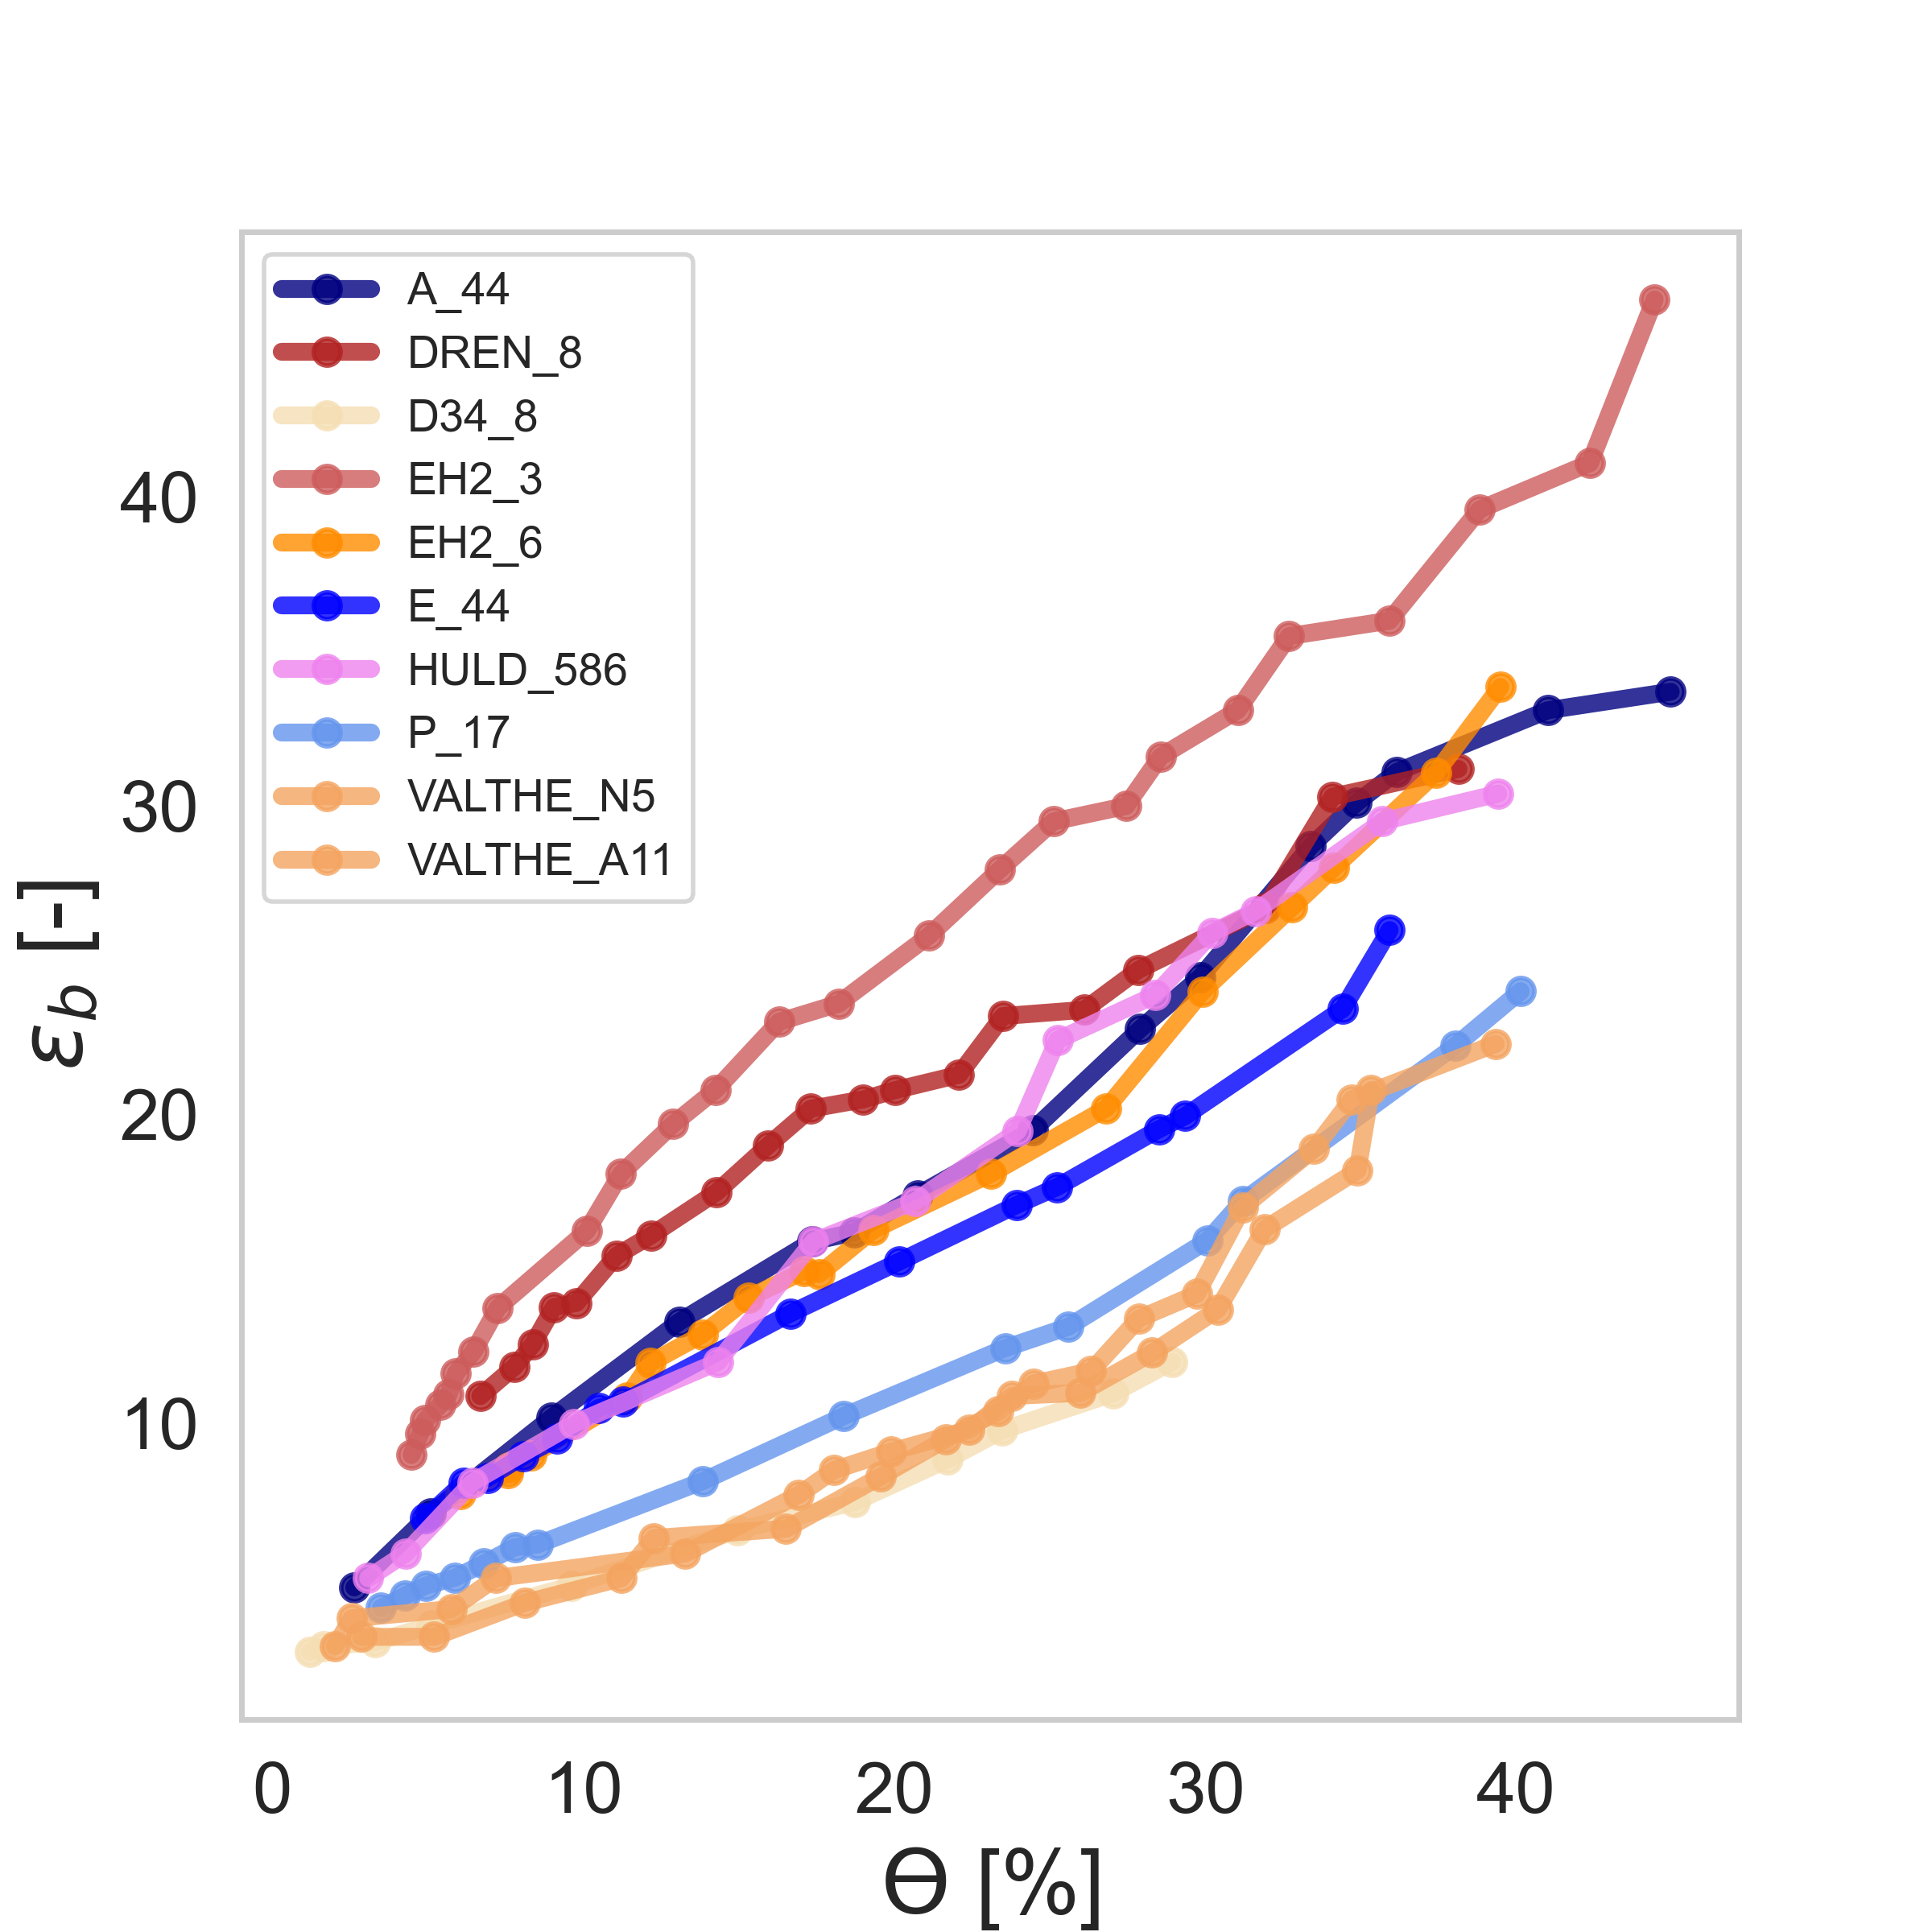 A_44
DREN_8
D34_8
EH2_3
EH2_6
E_44
HULD_586
P_17
VALTHE_N5
VALTHE_A11
40
30
20
10
ε_b [-]
0 10 20 30 40
Θ [%]